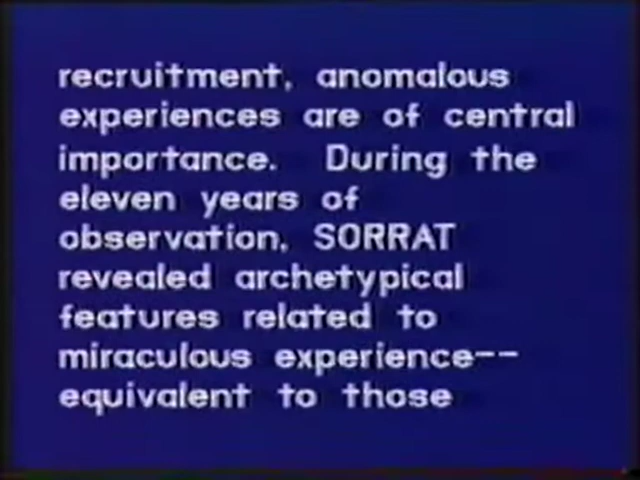 recruitment, anomalous
experiences are of central
importance. During the
eleven years of
observation, SORRAT
revealed archetypical
features related to
miraculous experience--
equivalent to those